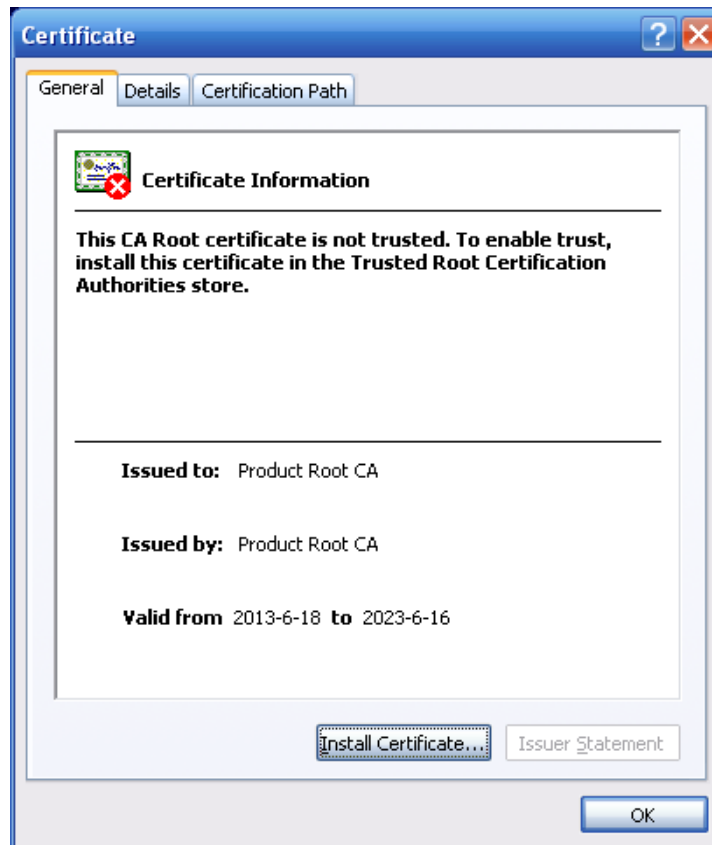 Certificate
General Details Certification Path
Certificate Information
This CA Root certificate is not trusted. To enable trust,
install this certificate in the Trusted Root Certification
Authorities store.
Issued to: Product Root CA
Issued by: Product Root CA
Valid from 2013-6-18 to 2023-6-16
Install Certificate... Issuer Statement
OK